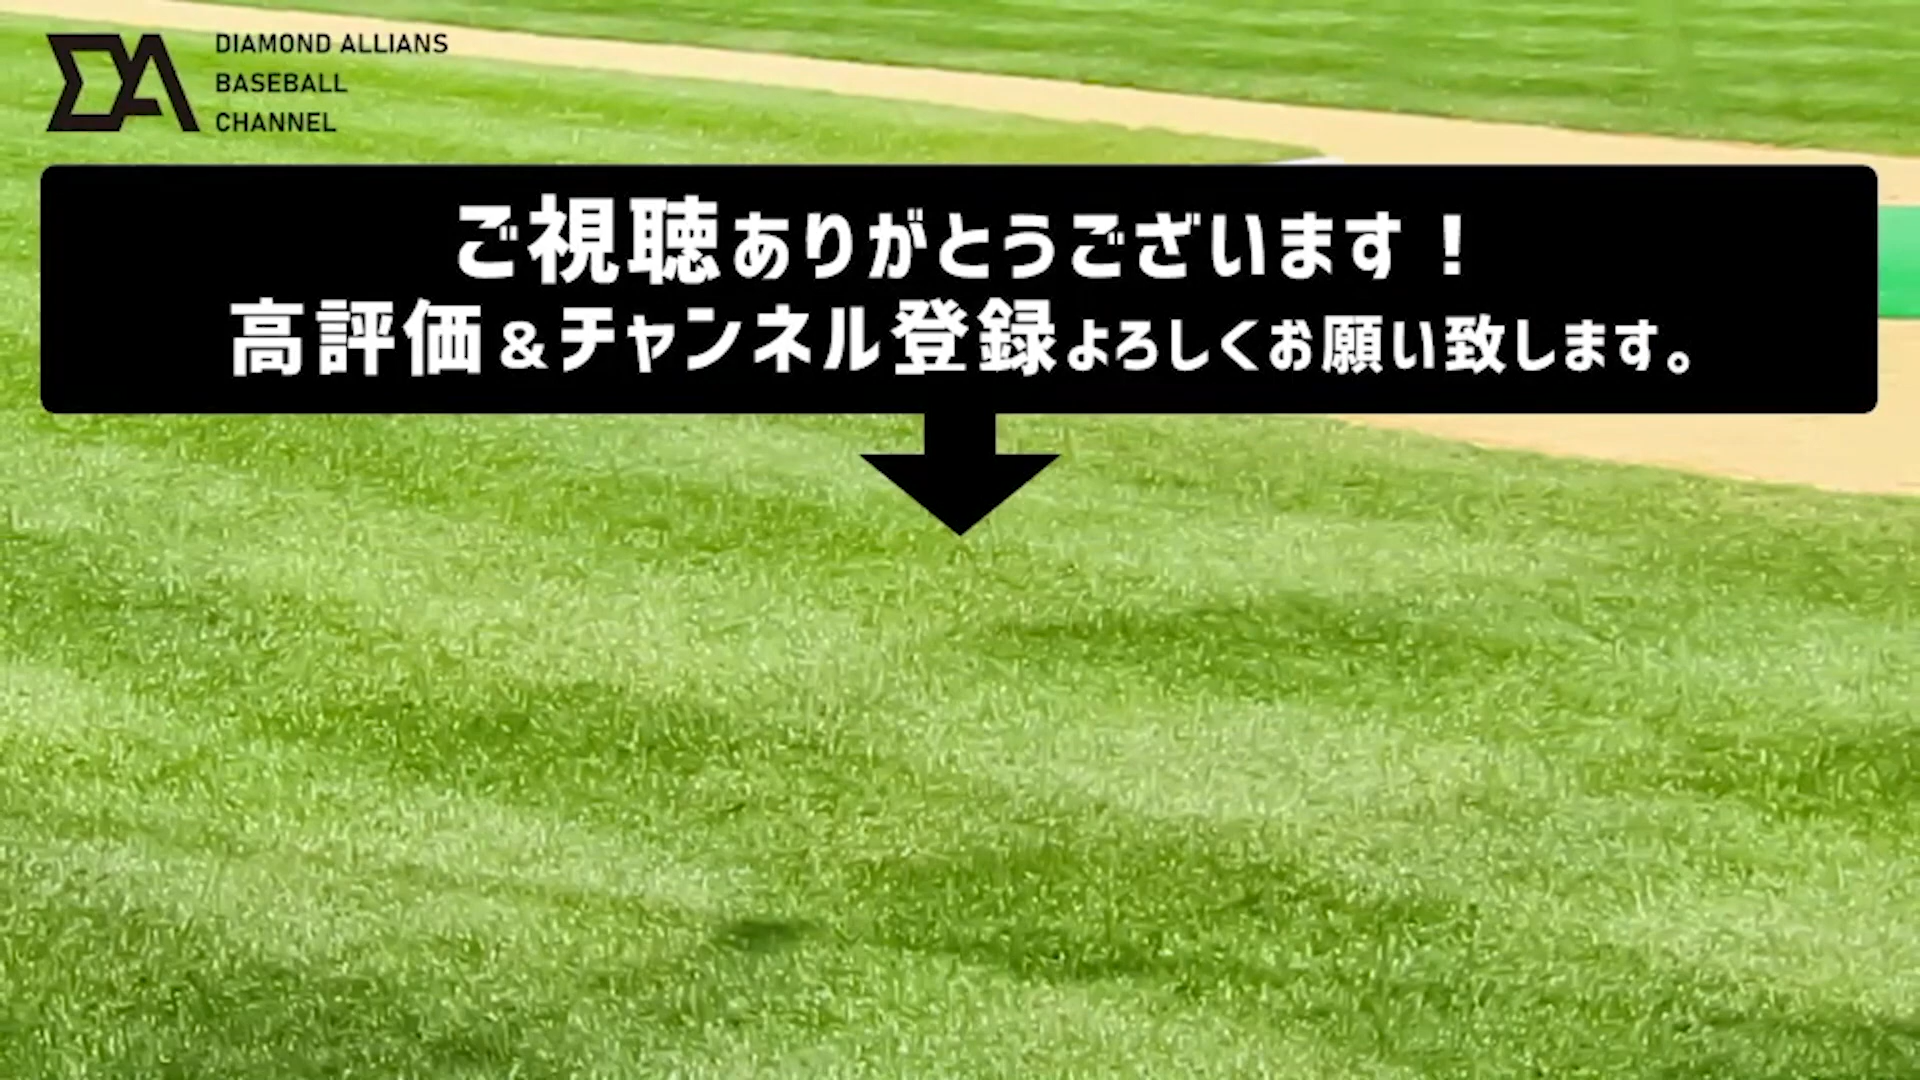 DIAMOND ALLIANS
BASEBALL
CHANNEL
ご視聴ありがとうございます！
高評価&チャンネル登録よろしくお願い致します。